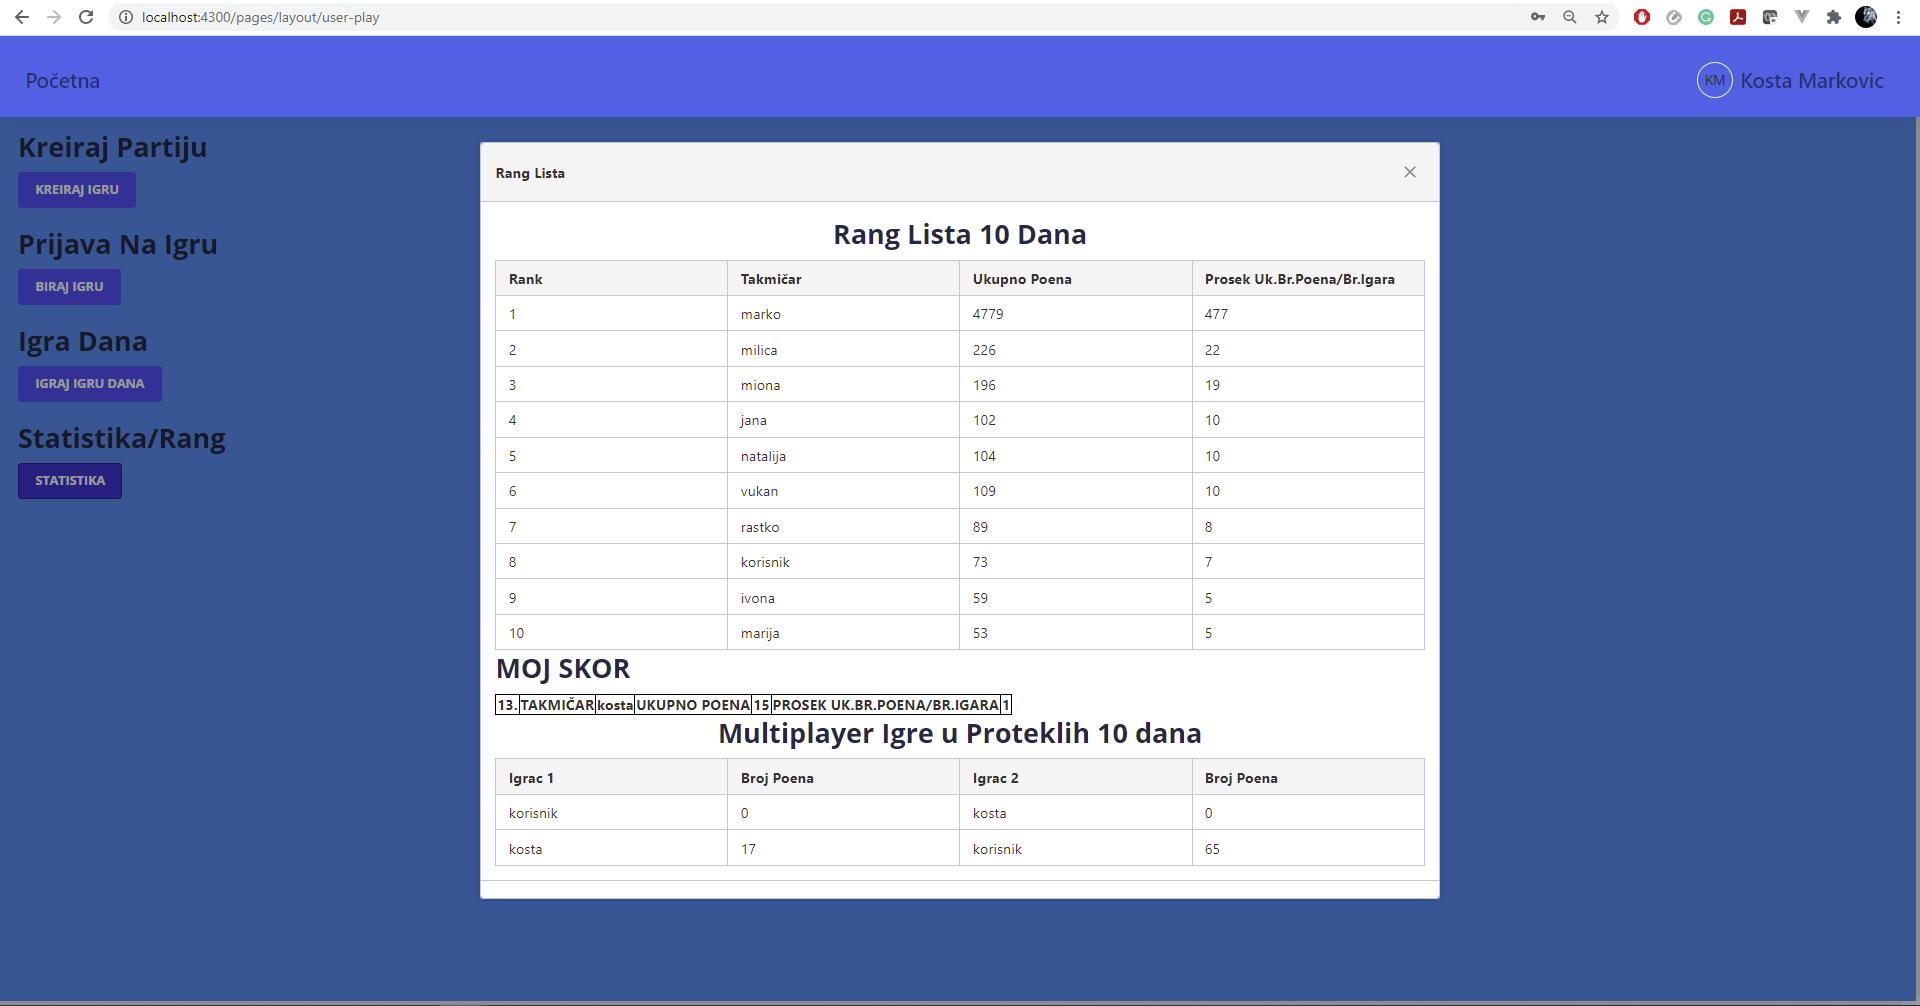 localhost:4300/pages/layout/user-play
Početna
KM Kosta Markovic
Kreiraj Partiju
KREIRAJ IGRU
Prijava Na Igru
BIRAJ IGRU
Igra Dana
IGRAJ IGRU DANA
Statistika/Rang
STATISTIKA
Rang Lista
Rang Lista 10 Dana
Rank Takmičar Ukupno Poena Prosek Uk.Br.Poena/Br.Igara
1 marko 4779 477
2 milica 226 22
3 miona 196 19
4 jana 102 10
5 natalija 104 10
6 vukan 109 10
7 rastko 89 8
8 korisnik 73 7
9 ivona 59 5
10 marija 53 5
MOJ SKOR
13. TAKMIČAR kosta UKUPNO POENA 15 PROSEK UK.BR.POENA/BR.IGARA 1
Multiplayer Igre u Proteklih 10 dana
Igrac 1 Broj Poena Igrac 2 Broj Poena
korisnik 0 kosta 0
kosta 17 korisnik 65